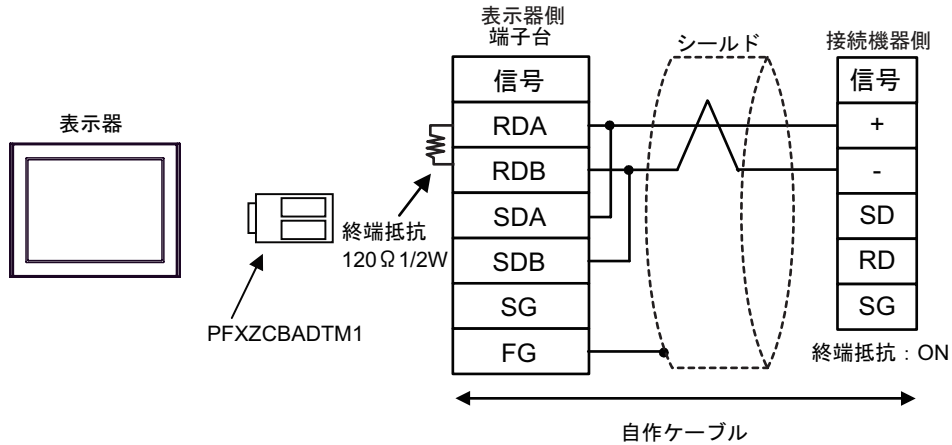 表示器側
端子台
シールド
接続機器側
信号
信号
表示器
RDA
+
RDB
-
SDA
SD
終端抵抗
120Ω1/2W
SDB
RD
SG
SG
PFXZCBADTM1
FG
終端抵抗：ON
自作ケーブル